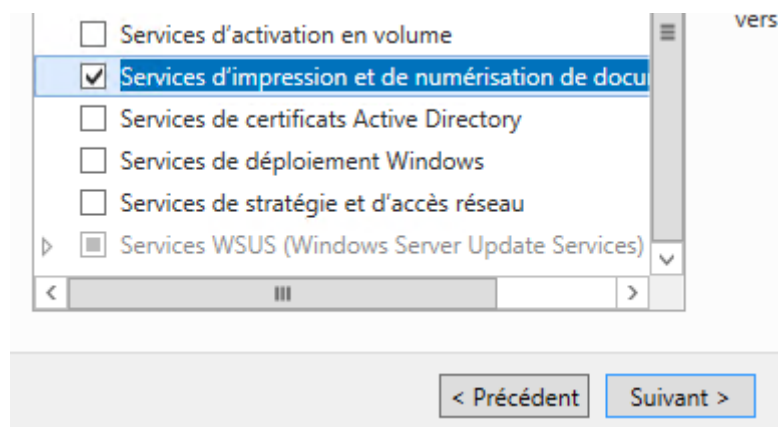 vers
Services d'activation en volume
Services d'impression et de numérisation de docu
Services de certificats Active Directory
Services de déploiement Windows
Services de stratégie et d'accès réseau
Services WSUS (Windows Server Update Services)
< Précédent
Suivant >